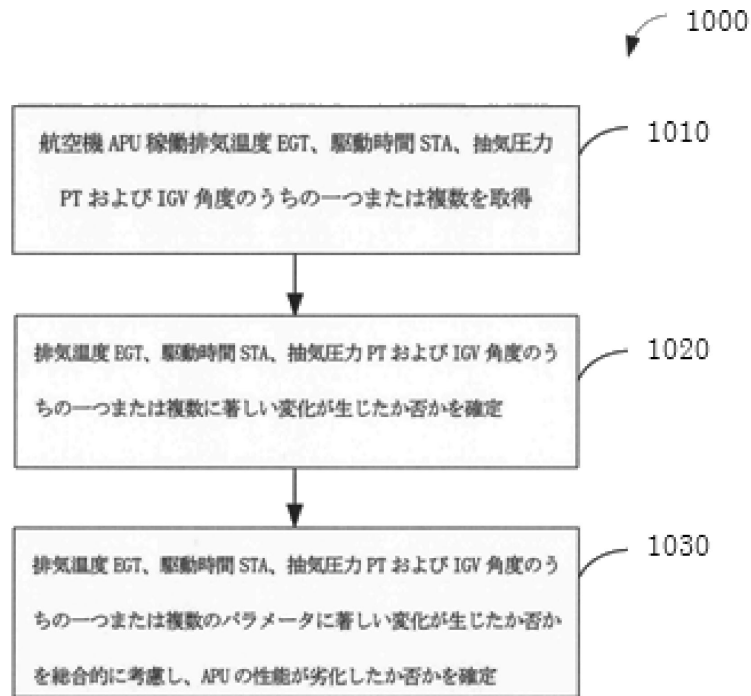 1000
航空機 APU 稼働排気温度 EGT、駆動時間 STA、抽気圧力
PT および IGV 角度のうちの一つまたは複数を取得
1010
排気温度 EGT、駆動時間 STA、抽気圧力 PT および IGV 角度のう
ちの一つまたは複数に著しい変化が生じたか否かを確定
1020
排気温度 EGT、駆動時間 STA、抽気圧力 PT および IGV 角度のう
ちの一つまたは複数のパラメータに著しい変化が生じたか否か
を総合的に考慮し、APU の性能が劣化したか否かを確定
1030